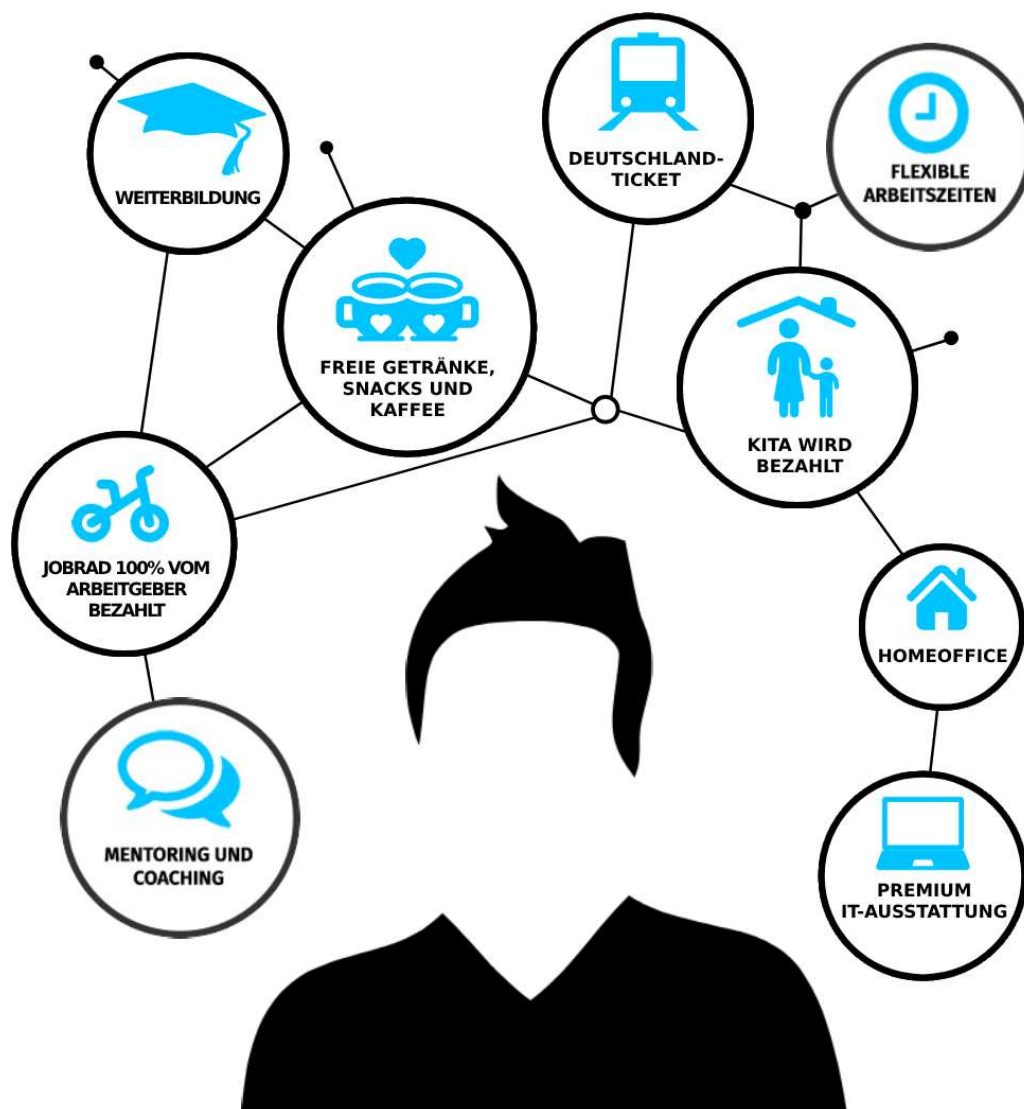 WEITERBILDUNG
DEUTSCHLAND-
TICKET
FLEXIBLE
ARBEITSZEITEN
FREIE GETRÄNKE,
SNACKS UND
KAFFEE
KITA WIRD
BEZAHLT
JOBRAD 100% VOM
ARBEITGEBER
BEZAHLT
HOMEOFFICE
MENTORING UND
COACHING
PREMIUM
IT-AUSSTATTUNG